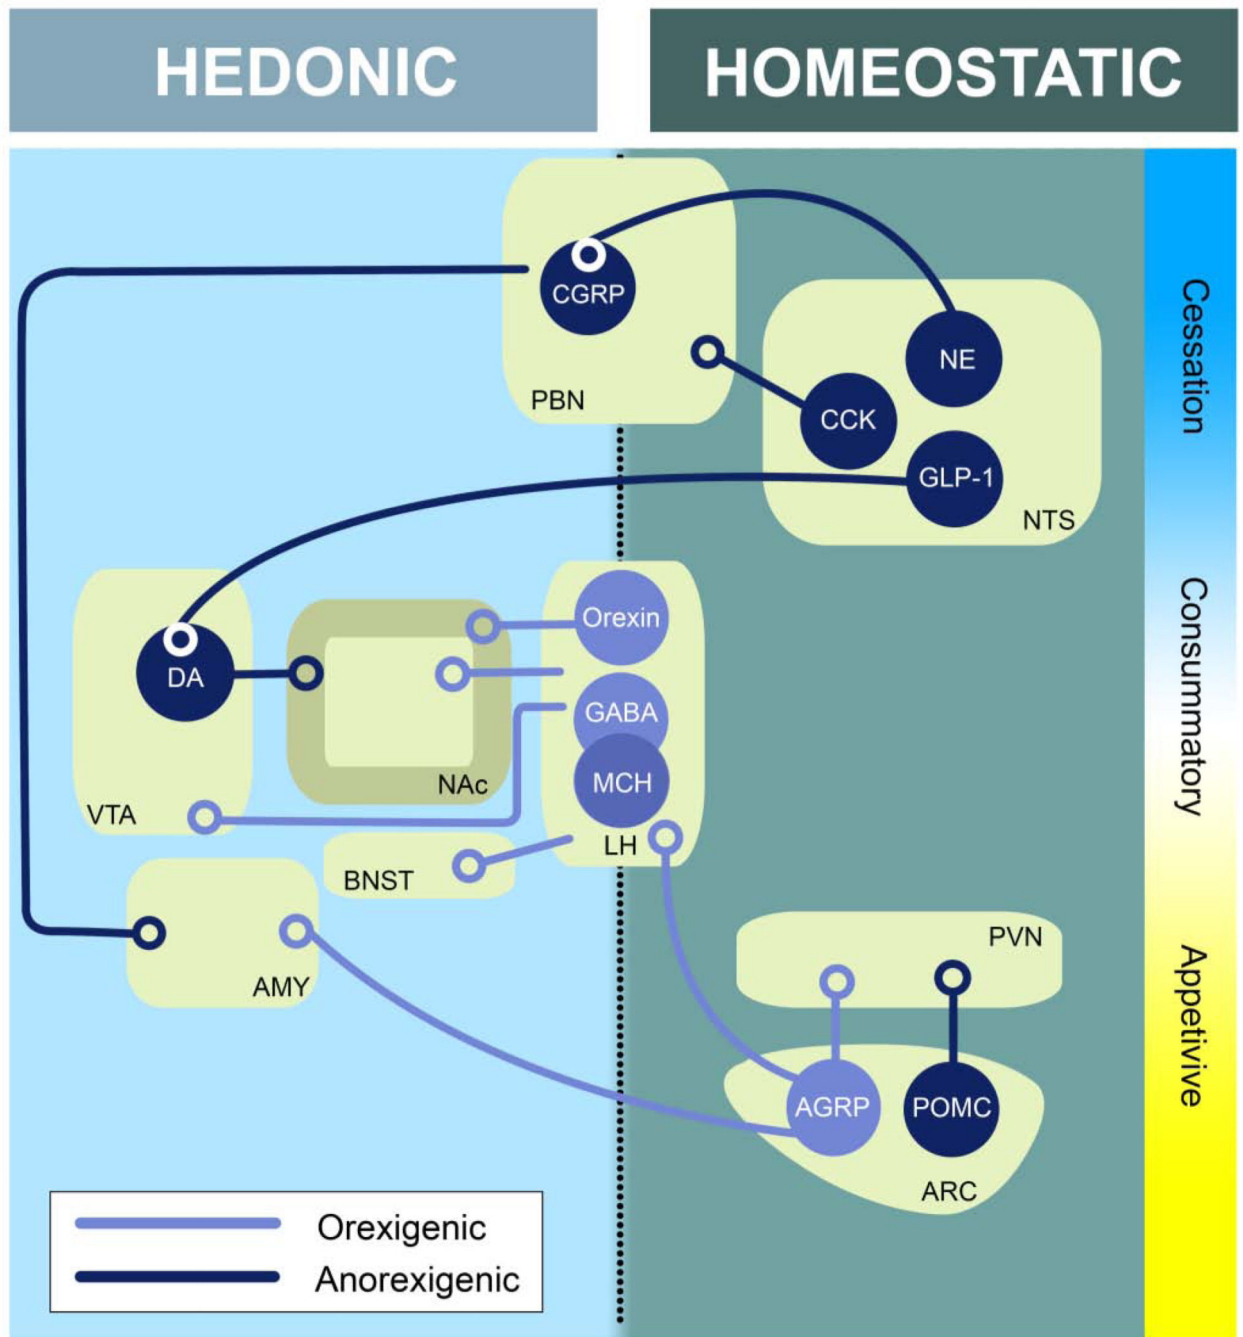 HEDONIC
HOMEOSTATIC
CGRP
PBN
NE
CCK
GLP-1
NTS
Cessation
Orexin
DA
GABA
MCH
NAc
VTA
LH
BNST
Consummatory
AMY
PVN
AGRP
POMC
ARC
Appetivive
Orexigenic
Anorexigenic